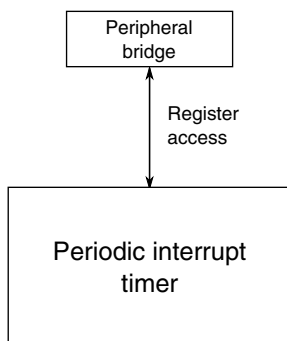 Peripheral
bridge
Register
access
Periodic interrupt
timer